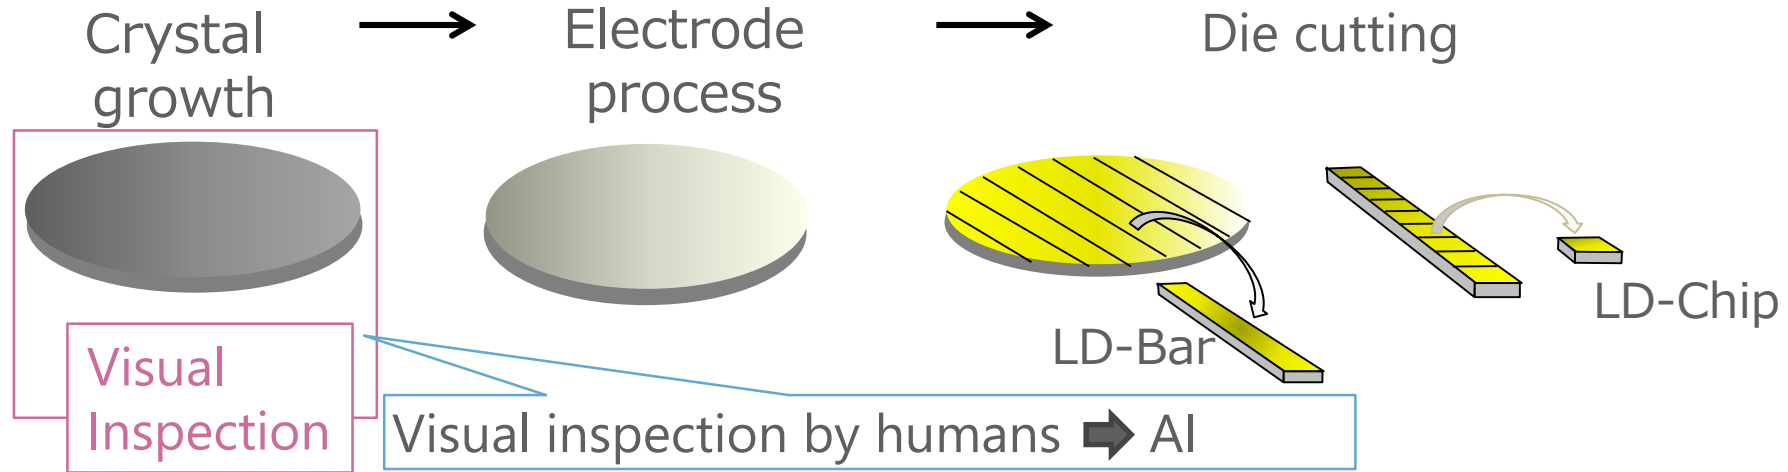 Crystal
growth
Electrode
process
Die cutting
LD-Bar
LD-Chip
Visual
Inspection
Visual inspection by humans AI